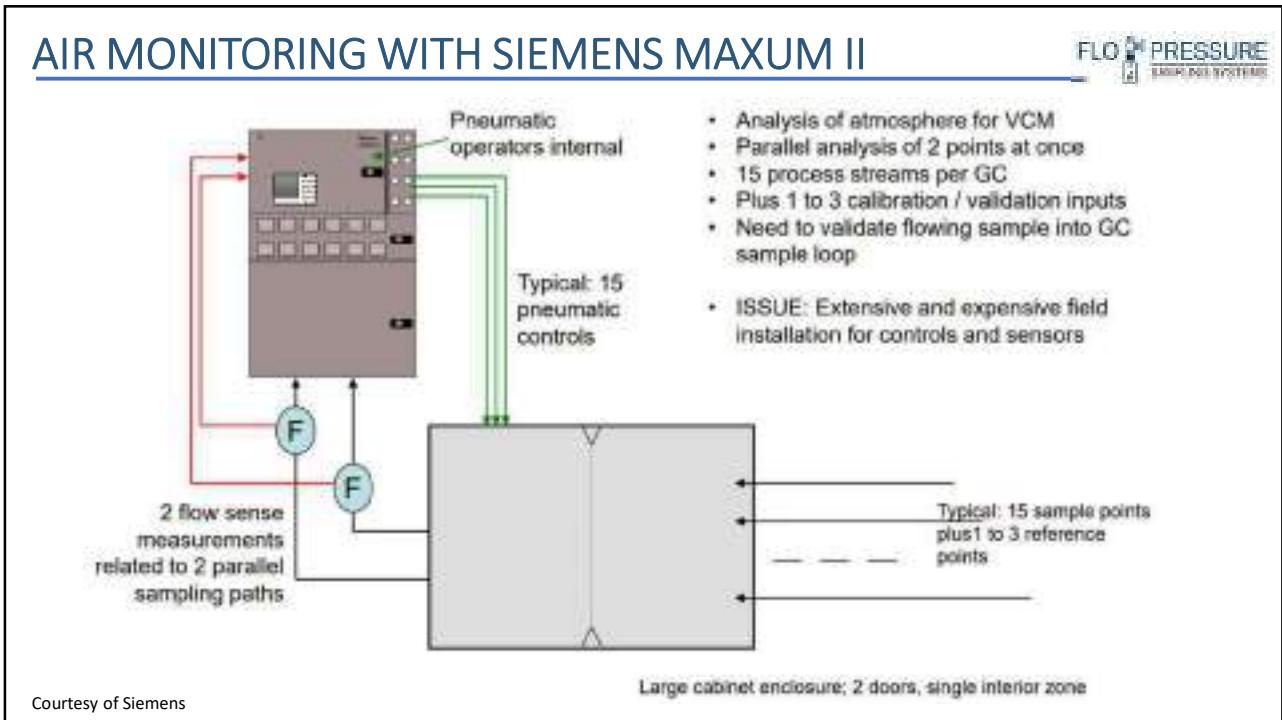 AIR MONITORING WITH SIEMENS MAXUM II
FLO PRESSURE
SAMPLING SYSTEMS
Pneumatic
operators internal
• Analysis of atmosphere for VCM
• Parallel analysis of 2 points at once
• 15 process streams per GC
• Plus 1 to 3 calibration / validation inputs
• Need to validate flowing sample into GC
sample loop
• ISSUE: Extensive and expensive field
installation for controls and sensors
Typical: 15
pneumatic
controls
F
F
2 flow sense
measurements
related to 2 parallel
sampling paths
Typical: 15 sample points
plus1 to 3 reference
points
Large cabinet enclosure; 2 doors, single interior zone
Courtesy of Siemens